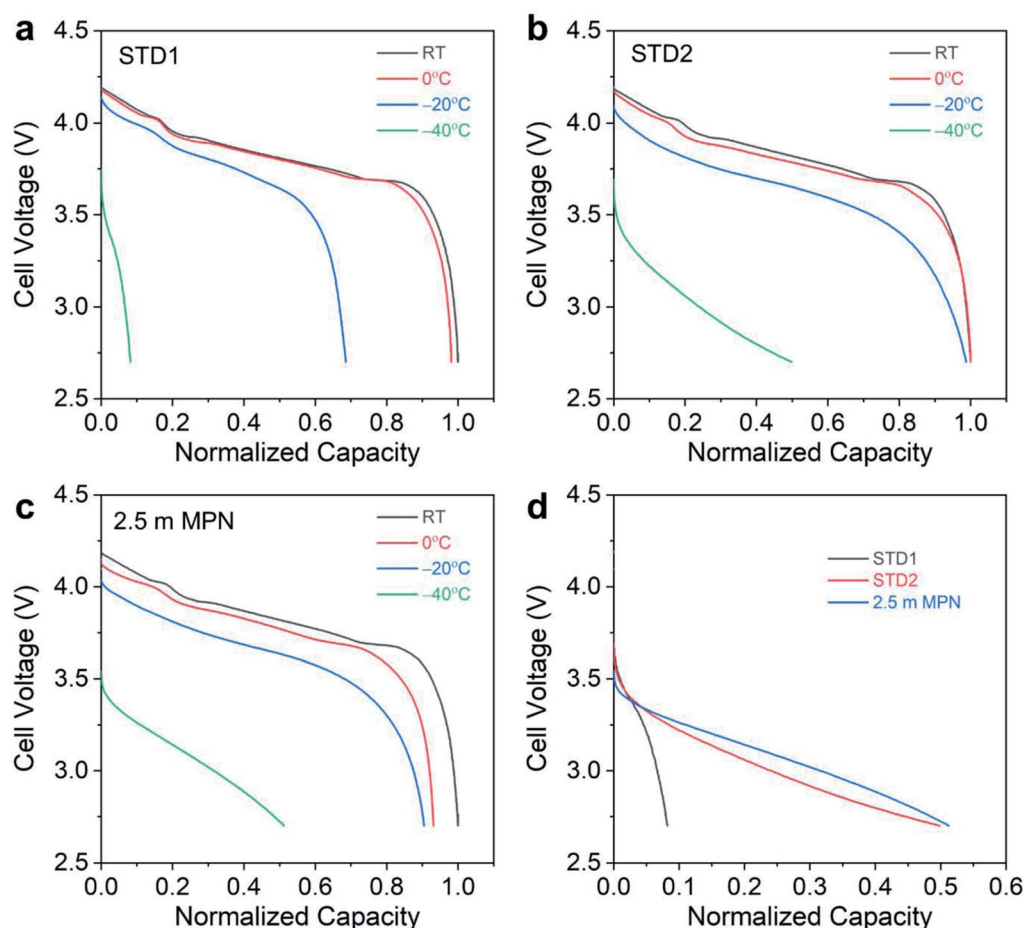 a
STD1
RT
0°C
−20°C
−40°C
4.5
4.0
3.5
3.0
2.5
Cell Voltage (V)
0.0 0.2 0.4 0.6 0.8 1.0
Normalized Capacity
b
STD2
RT
0°C
−20°C
−40°C
4.5
4.0
3.5
3.0
2.5
Cell Voltage (V)
0.0 0.2 0.4 0.6 0.8 1.0
Normalized Capacity
c
2.5 m MPN
RT
0°C
−20°C
−40°C
4.5
4.0
3.5
3.0
2.5
Cell Voltage (V)
0.0 0.2 0.4 0.6 0.8 1.0
Normalized Capacity
d
STD1
STD2
2.5 m MPN
4.5
4.0
3.5
3.0
2.5
Cell Voltage (V)
0.0 0.1 0.2 0.3 0.4 0.5 0.6
Normalized Capacity